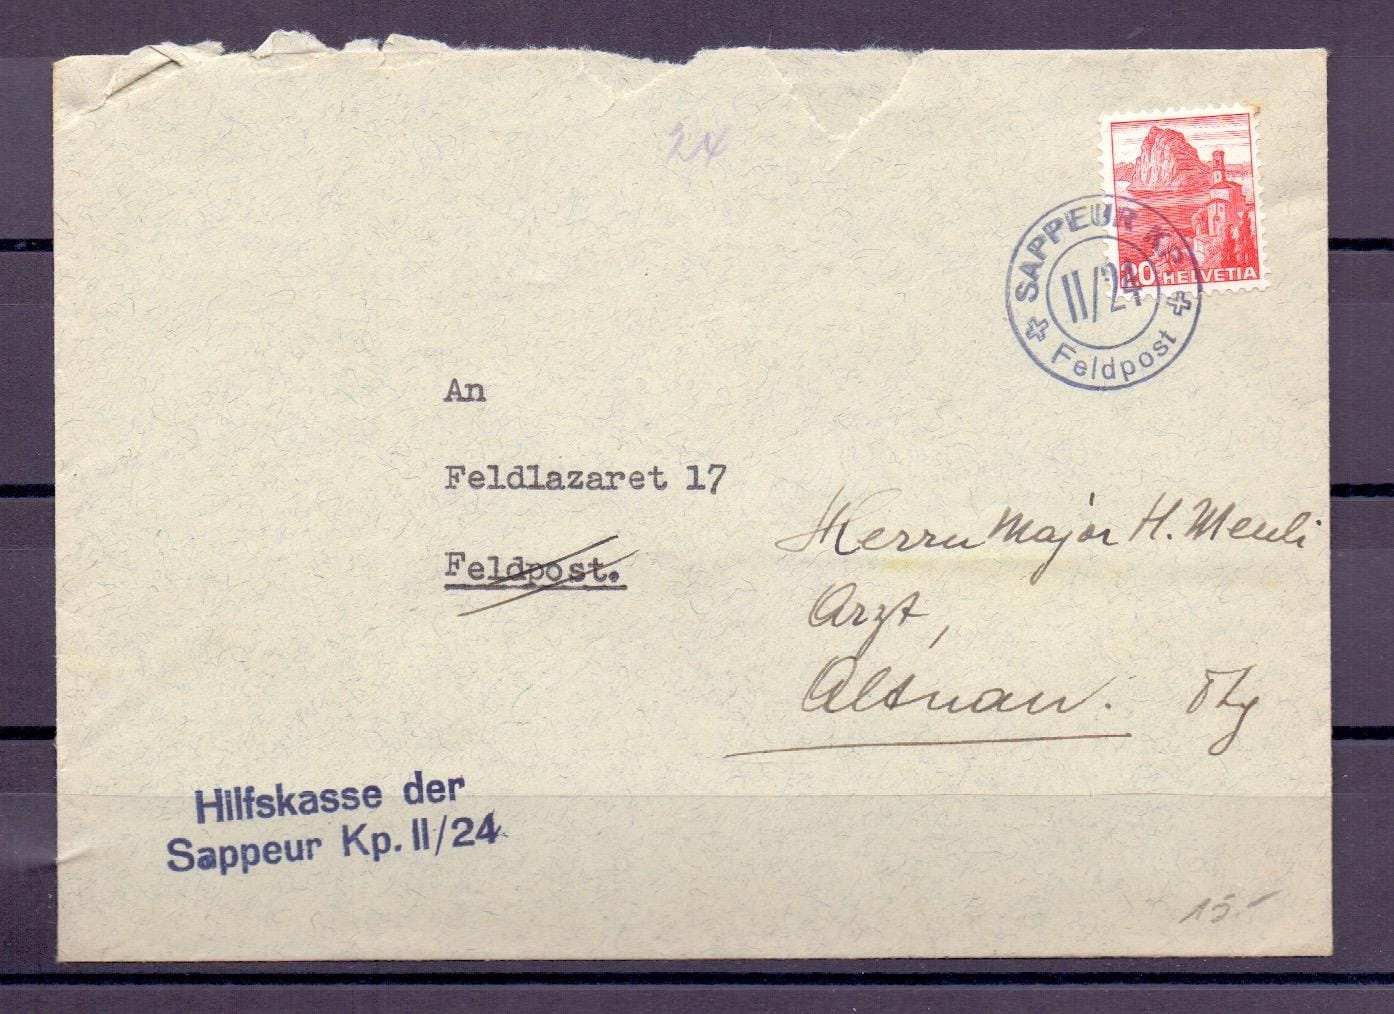 24
SAPPEUR Kp.
II/24
Feldpost
20 HELVETIA
An
Feldlazaret 17
Feldpost.
Herrn Major H. Meuli
Arzt,
Altnau. Thg
Hilfskasse der
Sappeur Kp. II/24
15.-